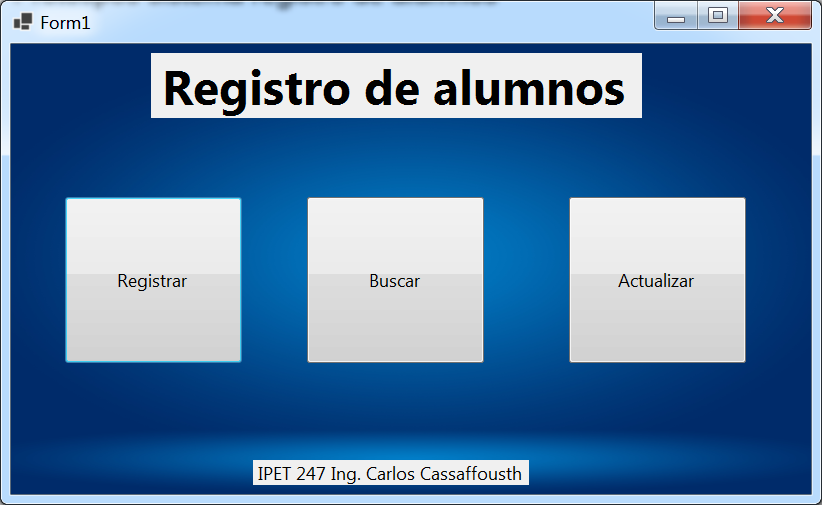 Form1
Registro de alumnos
Registrar
Buscar
Actualizar
IPET 247 Ing. Carlos Cassaffousth